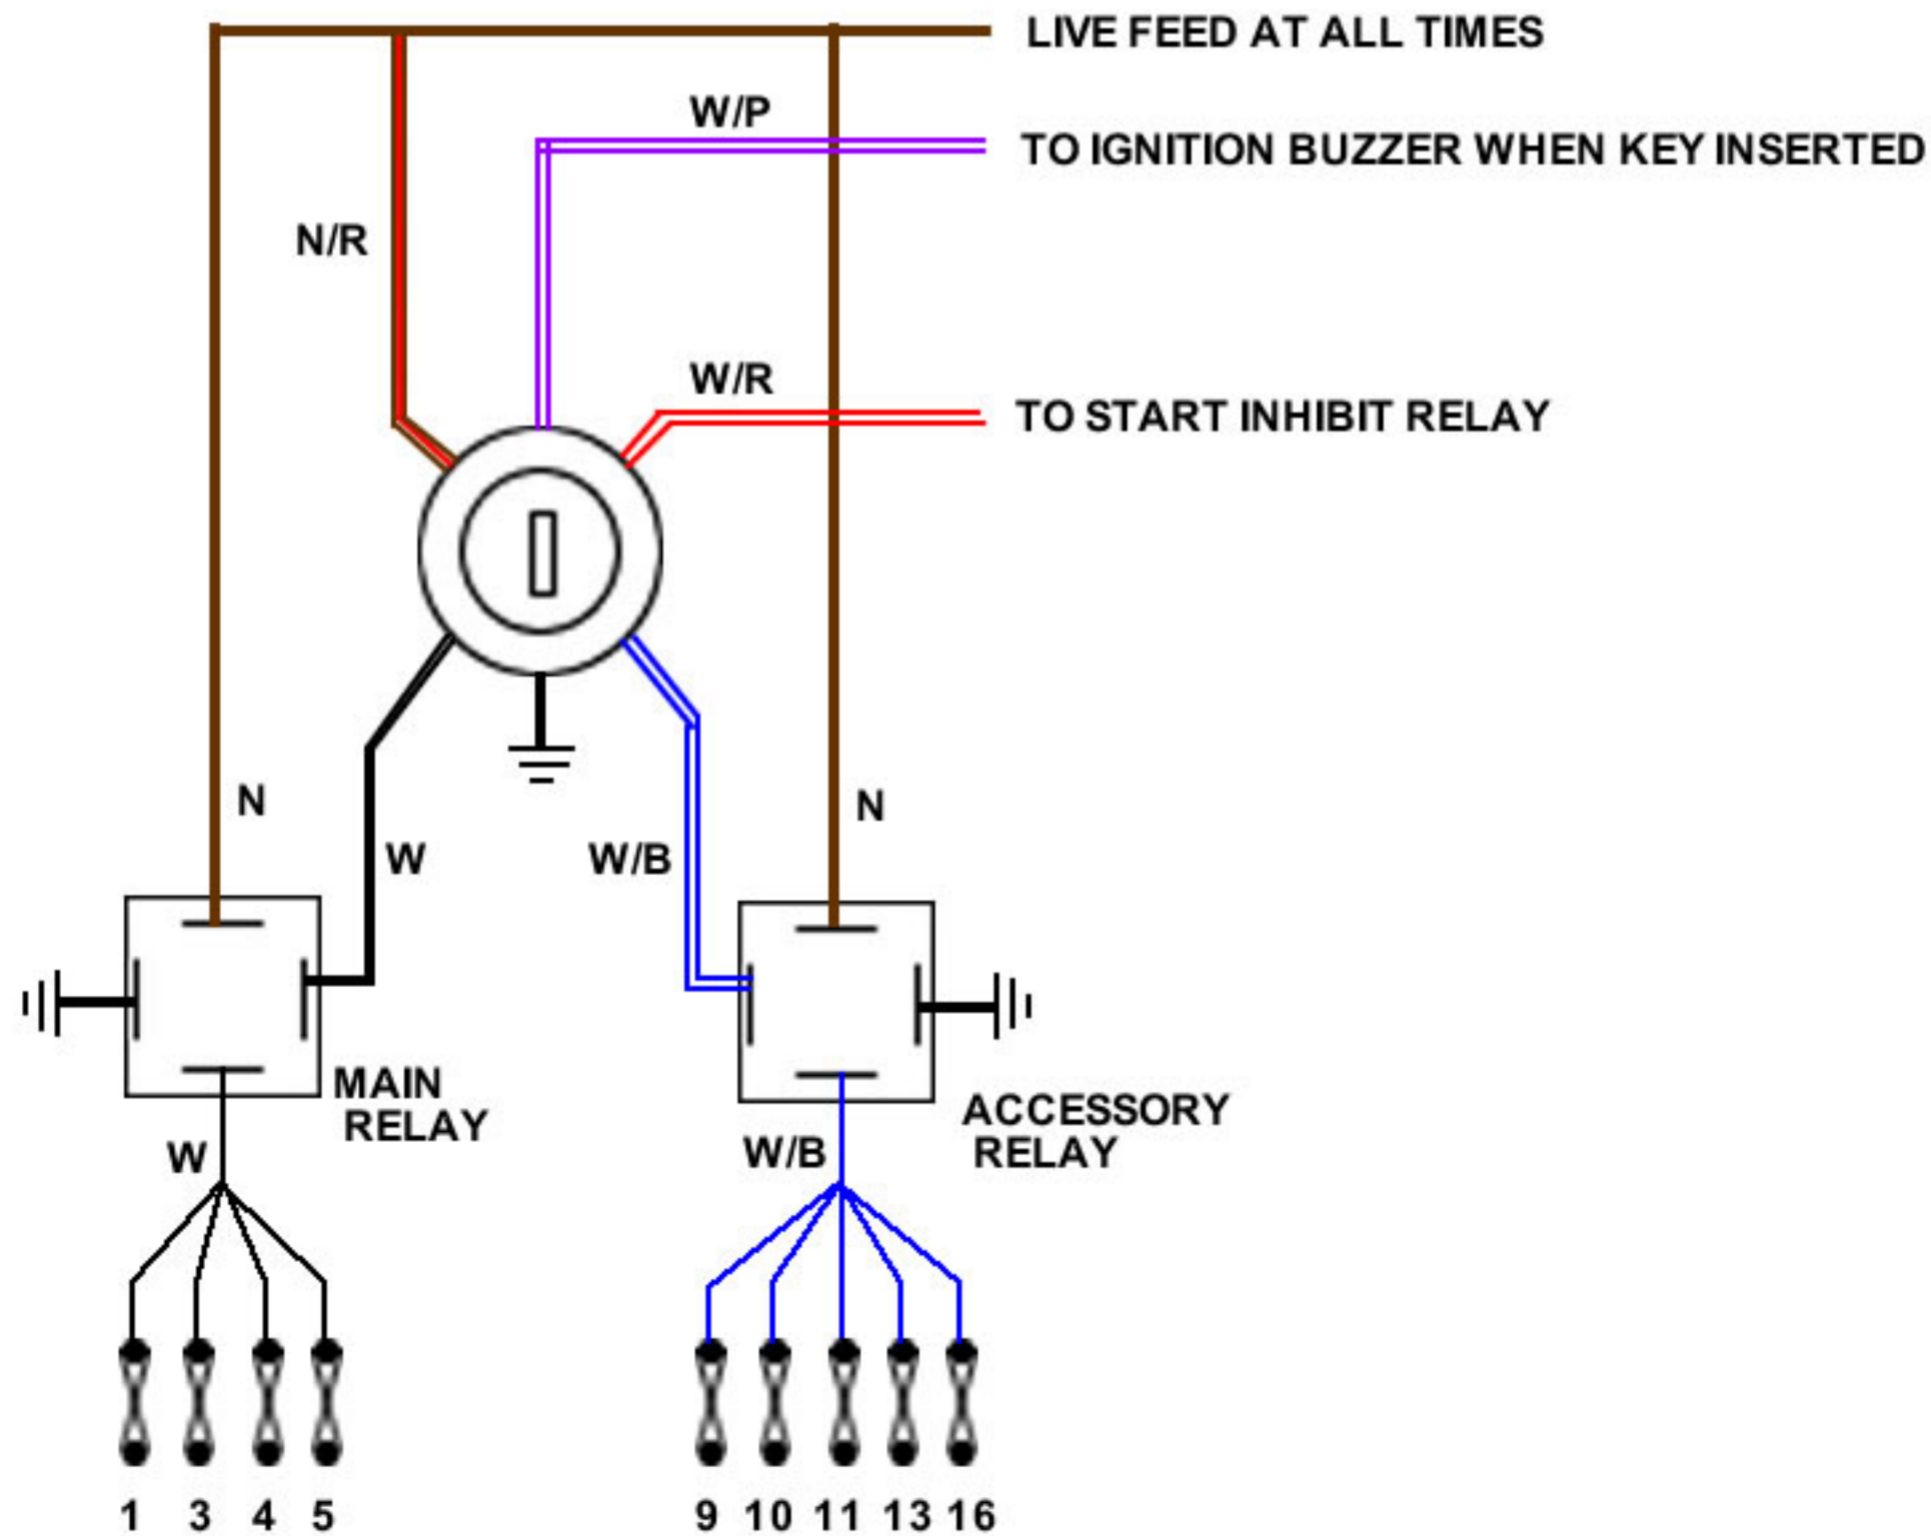 LIVE FEED AT ALL TIMES
W/P
TO IGNITION BUZZER WHEN KEY INSERTED
N/R
W/R
TO START INHIBIT RELAY
N
N
W
W/B
MAIN
RELAY
ACCESSORY
RELAY
W
W/B
1 3 4 5
9 10 11 13 16